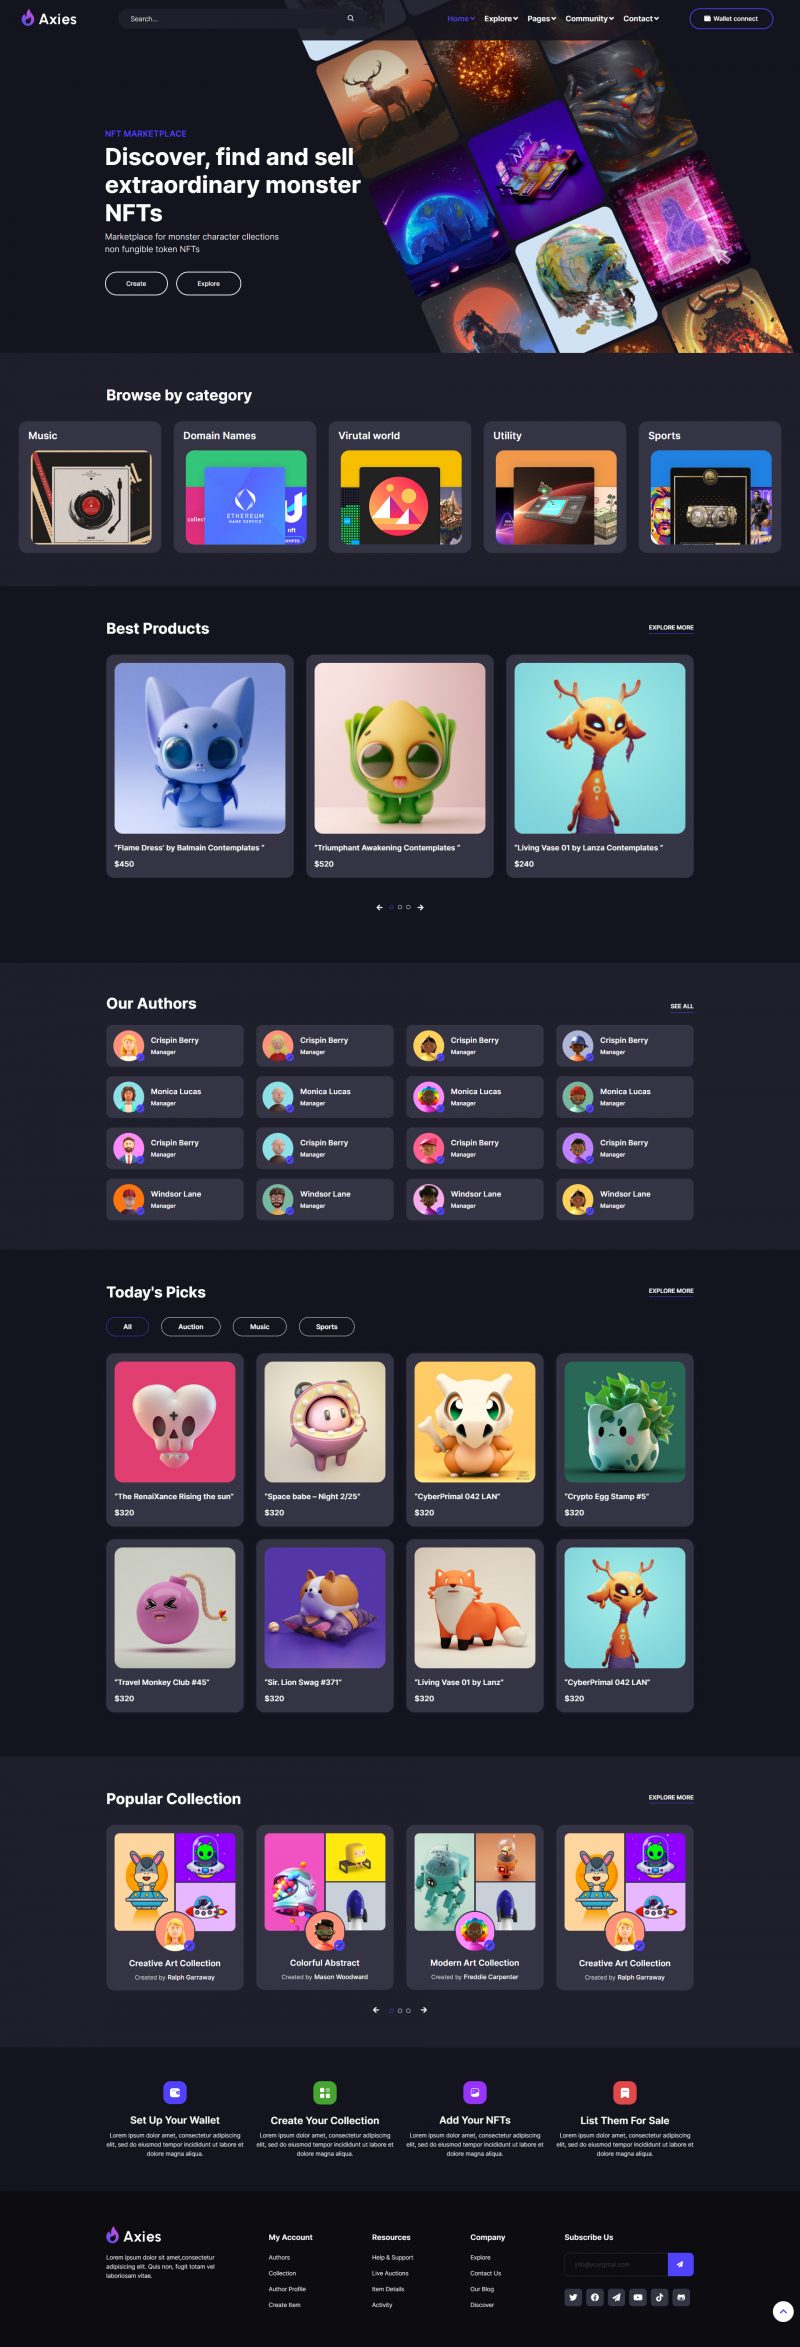 Axies
Search...
Home
Explore
Pages
Community
Contact
Wallet connect
NFT MARKETPLACE
Discover, find and sell
extraordinary monster
NFTs
Marketplace for monster character cllections
non fungible token NFTs
Create
Explore
Browse by category
Music
Domain Names
Virutal world
Utility
Sports
ETHEREUM
NAME SERVICE
nft
Best Products
EXPLORE MORE
"Flame Dress' by Balmain Contemplates "
$450
"Triumphant Awakening Contemplates "
$520
"Living Vase 01 by Lanza Contemplates "
$240
Our Authors
SEE ALL
Crispin Berry
Manager
Crispin Berry
Manager
Crispin Berry
Manager
Crispin Berry
Manager
Monica Lucas
Manager
Monica Lucas
Manager
Monica Lucas
Manager
Monica Lucas
Manager
Crispin Berry
Manager
Crispin Berry
Manager
Crispin Berry
Manager
Crispin Berry
Manager
Windsor Lane
Manager
Windsor Lane
Manager
Windsor Lane
Manager
Windsor Lane
Manager
Today's Picks
EXPLORE MORE
All
Auction
Music
Sports
"The RenaiXance Rising the sun"
$320
"Space babe – Night 2/25"
$320
"CyberPrimal 042 LAN"
$320
"Crypto Egg Stamp #5"
$320
"Travel Monkey Club #45"
$320
"Sir. Lion Swag #371"
$320
"Living Vase 01 by Lanz"
$320
"CyberPrimal 042 LAN"
$320
Popular Collection
EXPLORE MORE
Creative Art Collection
Created by Ralph Garraway
Colorful Abstract
Created by Mason Woodward
Modern Art Collection
Created by Freddie Carpenter
Creative Art Collection
Created by Ralph Garraway
Set Up Your Wallet
Lorem ipsum dolor amet, consectetur adipiscing
elit, sed do eiusmod tempor incididunt ut labore et
dolore magna aliqua.
Create Your Collection
Lorem ipsum dolor amet, consectetur adipiscing
elit, sed do eiusmod tempor incididunt ut labore et
dolore magna aliqua.
Add Your NFTs
Lorem ipsum dolor amet, consectetur adipiscing
elit, sed do eiusmod tempor incididunt ut labore et
dolore magna aliqua.
List Them For Sale
Lorem ipsum dolor amet, consectetur adipiscing
elit, sed do eiusmod tempor incididunt ut labore et
dolore magna aliqua.
Axies
Lorem ipsum dolor sit amet,consectetur
adipisicing elit. Quis non, fugit totam vel
laboriosam vitae.
My Account
Authors
Collection
Author Profile
Create Item
Resources
Help & Support
Live Auctions
Item Details
Activity
Company
Explore
Contact Us
Our Blog
Discover
Subscribe Us
info@yourgmail.com